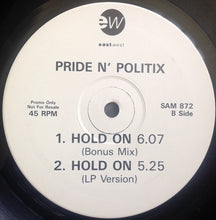 ew
eastwest
PRIDE N' POLITIX
Promo Only
Not For Resale
45 RPM
SAM 872
B Side
1. HOLD ON 6.07
(Bonus Mix)
2. HOLD ON 5.25
(LP Version)